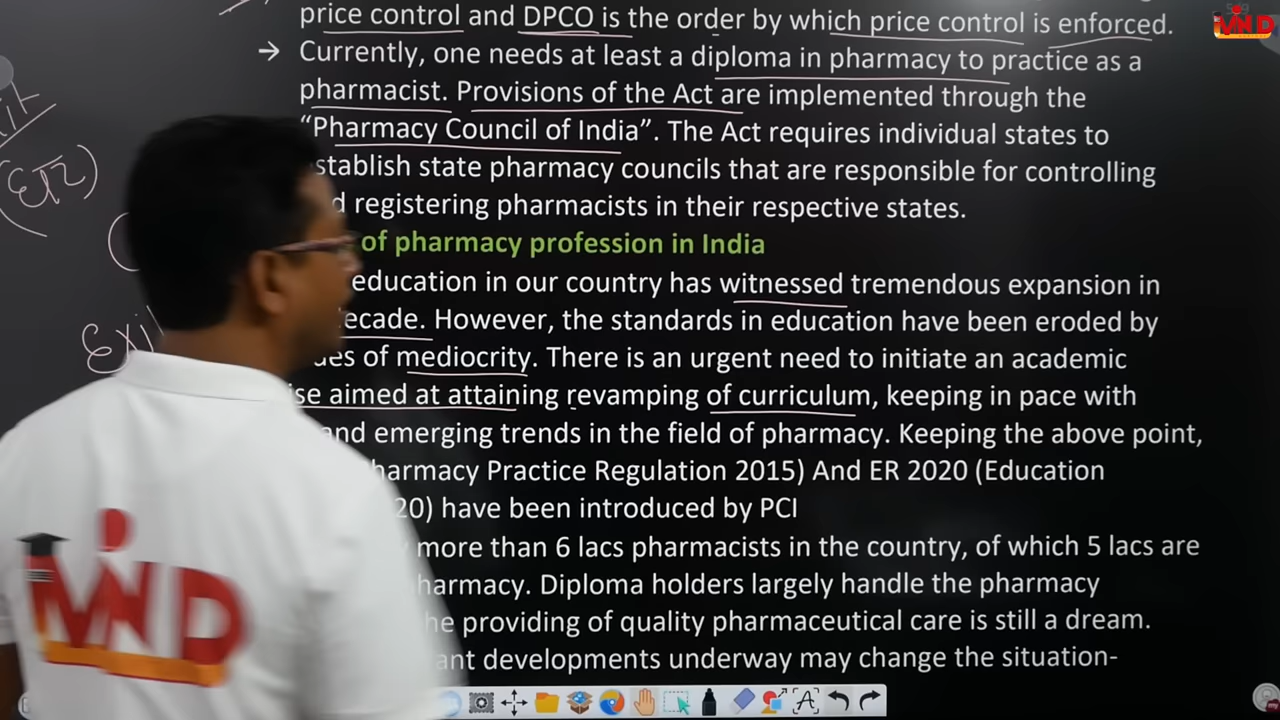 price control and DPCO is the order by which price control is enforced.
→ Currently, one needs at least a diploma in pharmacy to practice as a
pharmacist. Provisions of the Act are implemented through the
“Pharmacy Council of India”. The Act requires individual states to
stablish state pharmacy councils that are responsible for controlling
registering pharmacists in their respective states.
of pharmacy profession in India
education in our country has witnessed tremendous expansion in
ecade. However, the standards in education have been eroded by
of mediocrity. There is an urgent need to initiate an academic
se aimed at attaining revamping of curriculum, keeping in pace with
and emerging trends in the field of pharmacy. Keeping the above point,
harmacy Practice Regulation 2015) And ER 2020 (Education
20) have been introduced by PCI
more than 6 lacs pharmacists in the country, of which 5 lacs are
harmacy. Diploma holders largely handle the pharmacy
he providing of quality pharmaceutical care is still a dream.
ant developments underway may change the situation-
(ER)
Exi
MND
MND